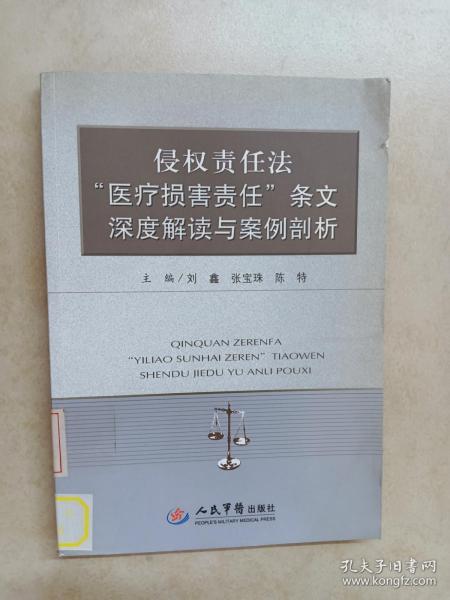 侵权责任法
“医疗损害责任”条文
深度解读与案例剖析
主 编/刘 鑫 张宝珠 陈 特
QINQUAN ZERENFA
“YILIAO SUNHAI ZEREN” TIAOWEN
SHENDU JIEDU YU ANLI POUXI
人民军医出版社
PEOPLE'S MILITARY MEDICAL PRESS
孔夫子旧书网
www.kongfz.com